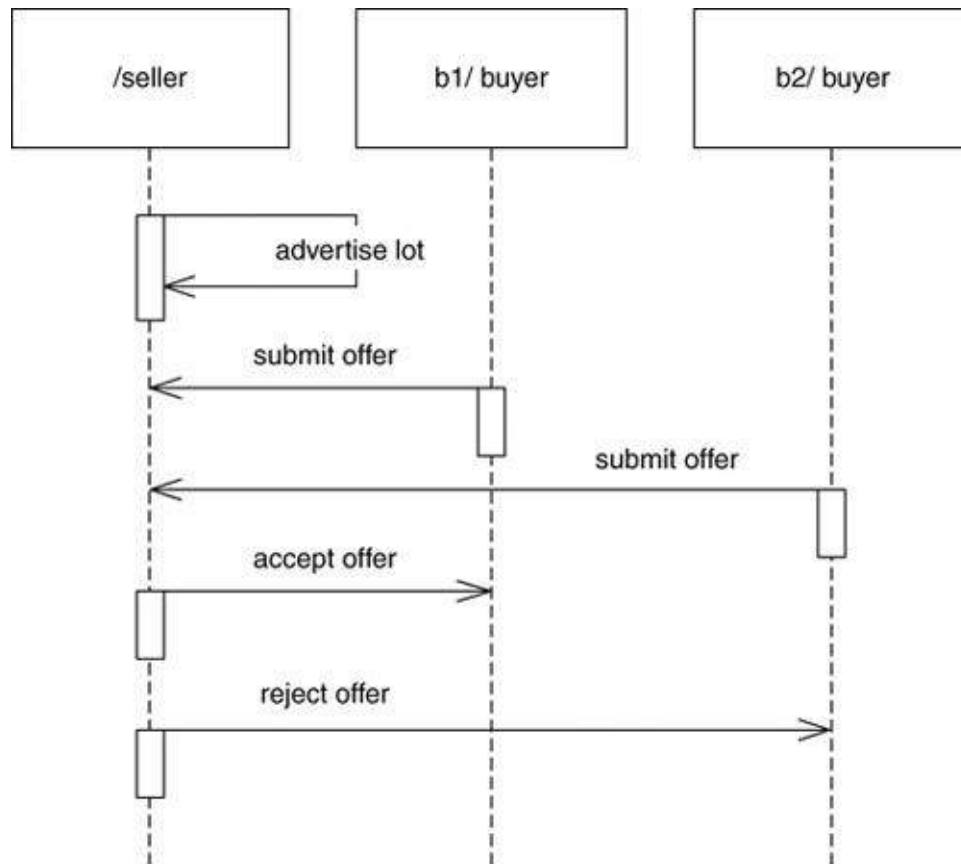 /seller
b1/ buyer
b2/ buyer
advertise lot
submit offer
submit offer
accept offer
reject offer